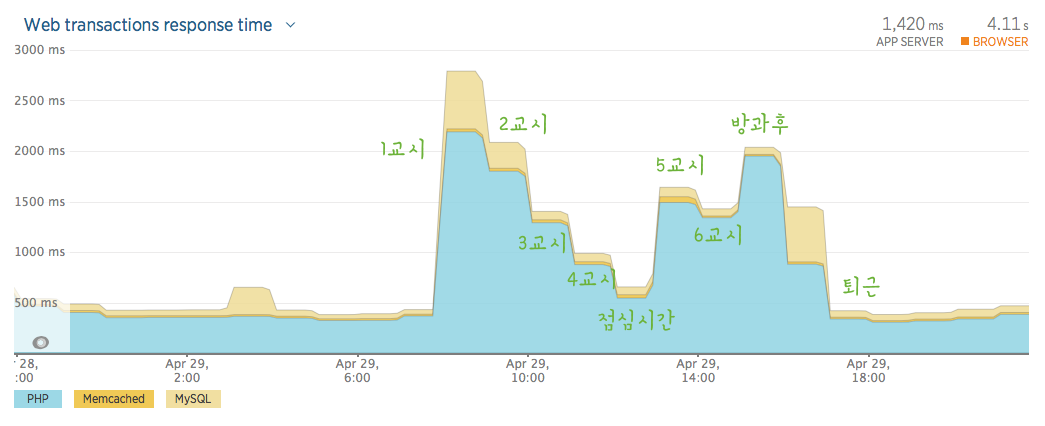 Web transactions response time
1,420 ms
APP SERVER
4.11 s
BROWSER
3000 ms
2500 ms
2000 ms
1500 ms
1000 ms
500 ms
1교시
2교시
3교시
4교시
점심시간
5교시
6교시
방과후
퇴근
28,
:00
Apr 29,
2:00
Apr 29,
6:00
Apr 29,
10:00
Apr 29,
14:00
Apr 29,
18:00
PHP
Memcached
MySQL